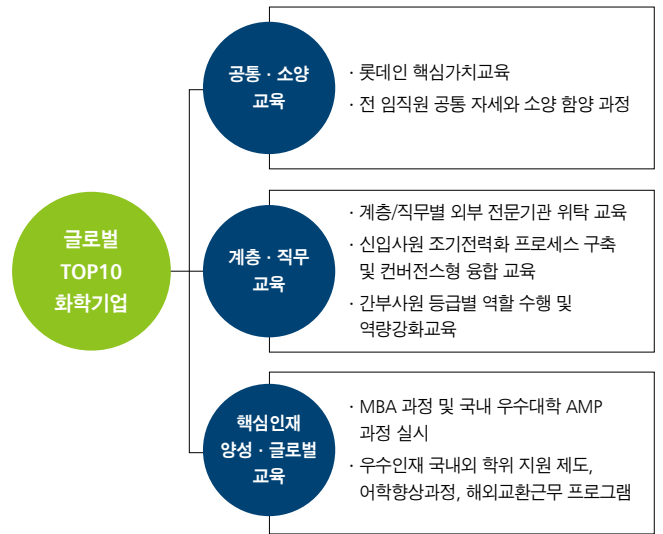 글로벌
TOP10
화학기업
공통 · 소양
교육
· 롯데인 핵심가치교육
· 전 임직원 공통 자세와 소양 함양 과정
계층 · 직무
교육
· 계층/직무별 외부 전문기관 위탁 교육
· 신입사원 조기전력화 프로세스 구축
및 컨버전스형 융합 교육
· 간부사원 등급별 역할 수행 및
역량강화교육
핵심인재
양성 · 글로벌
교육
· MBA 과정 및 국내 우수대학 AMP
과정 실시
· 우수인재 국내외 학위 지원 제도,
어학향상과정, 해외교환근무 프로그램